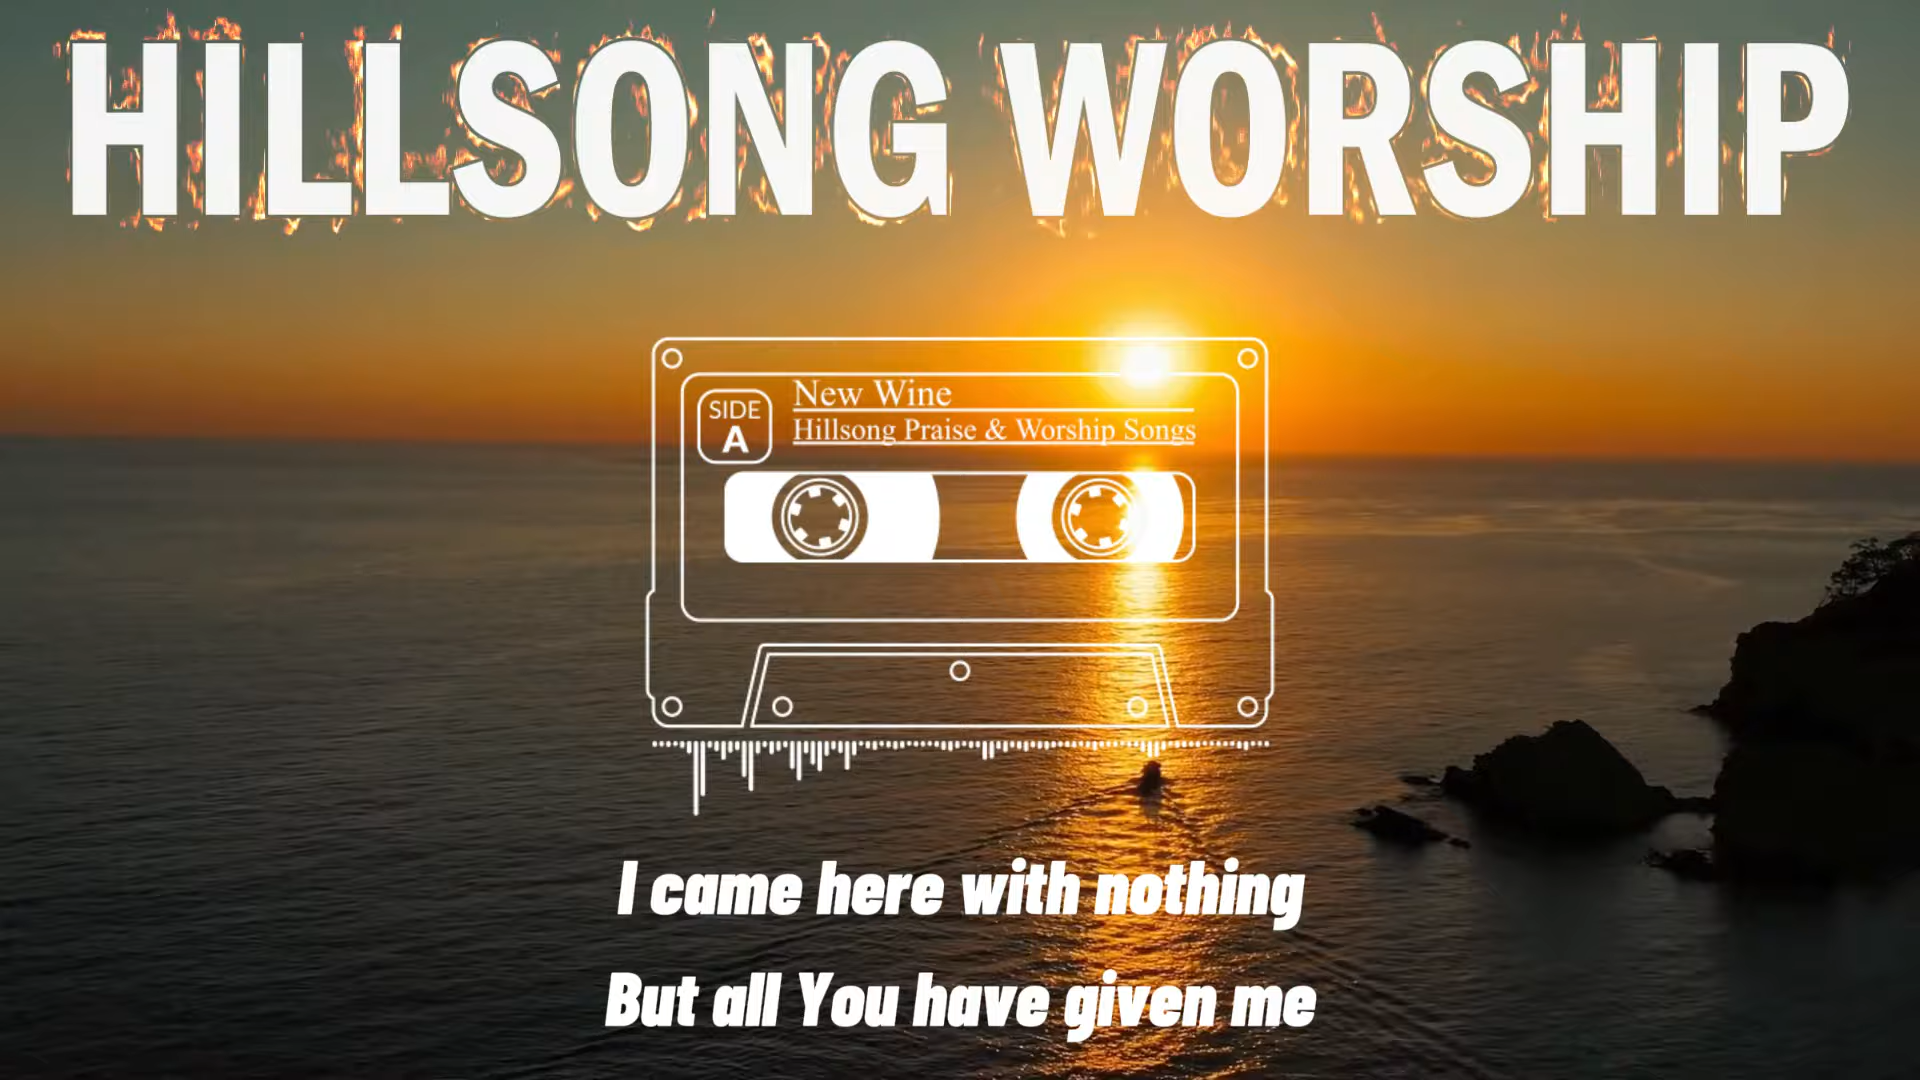 HILLSONG WORSHIP
SIDE
A
New Wine
Hillsong Praise & Worship Songs
I came here with nothing
But all You have given me